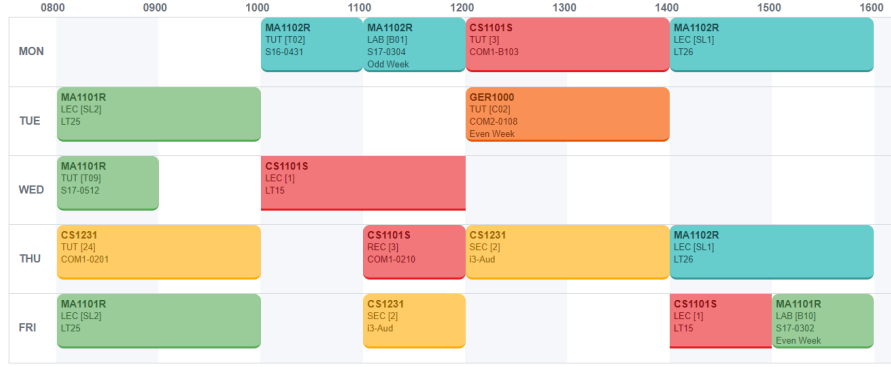 0800 0900 1000 1100 1200 1300 1400 1500 1600
MON
MA1102R
TUT [T02]
S16-0431
MA1102R
LAB [B01]
S17-0304
Odd Week
CS1101S
TUT [3]
COM1-B103
MA1102R
LEC [SL1]
LT26
TUE
MA1101R
LEC [SL2]
LT25
GER1000
TUT [C02]
COM2-0108
Even Week
WED
MA1101R
TUT [T09]
S17-0512
CS1101S
LEC [1]
LT15
THU
CS1231
TUT [24]
COM1-0201
CS1101S
REC [3]
COM1-0210
CS1231
SEC [2]
i3-Aud
MA1102R
LEC [SL1]
LT26
FRI
MA1101R
LEC [SL2]
LT25
CS1231
SEC [2]
i3-Aud
CS1101S
LEC [1]
LT15
MA1101R
LAB [B10]
S17-0302
Even Week